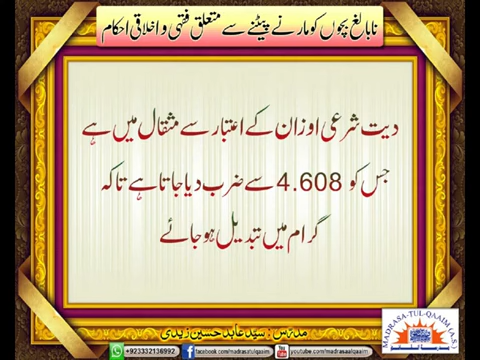 نابالغ بچوں کو مارنے پیٹنے سے متعلق فقہی و اخلاقی احکام
دیت شرعی اوزان کے اعتبار سے مثقال میں ہے
جس کو 4.608 سے ضرب دیا جاتا ہے تاکہ
گرام میں تبدیل ہو جائے
مدرس : سید عابد حسین زیدی
MADRASA-TUL-QAAIM (A.S.)
+923332136992 facebook.com/madrasatulqaaim youtube.com/madrasaalqaaim